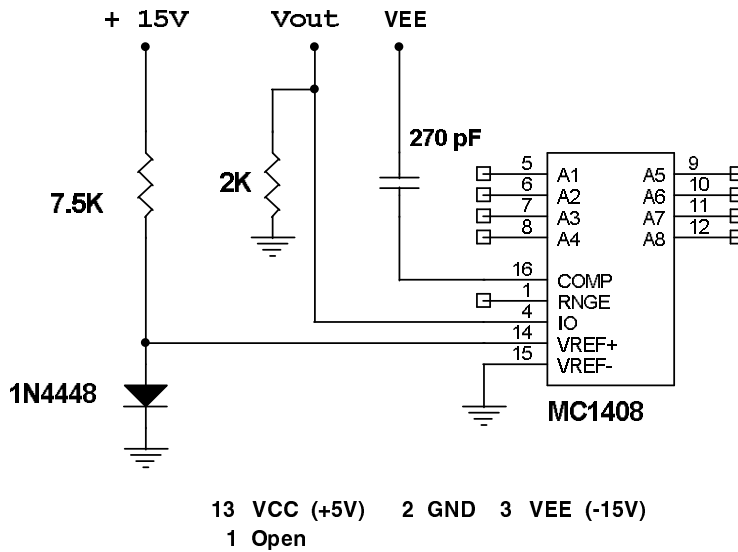 + 15V Vout VEE
270 pF
7.5K
2K
5 A1 A5 9
6 A2 A6 10
7 A3 A7 11
8 A4 A8 12
16 COMP
1 RNGE
4 IO
14 VREF+
15 VREF-
1N4448
MC1408
13 VCC (+5V) 2 GND 3 VEE (-15V)
1 Open